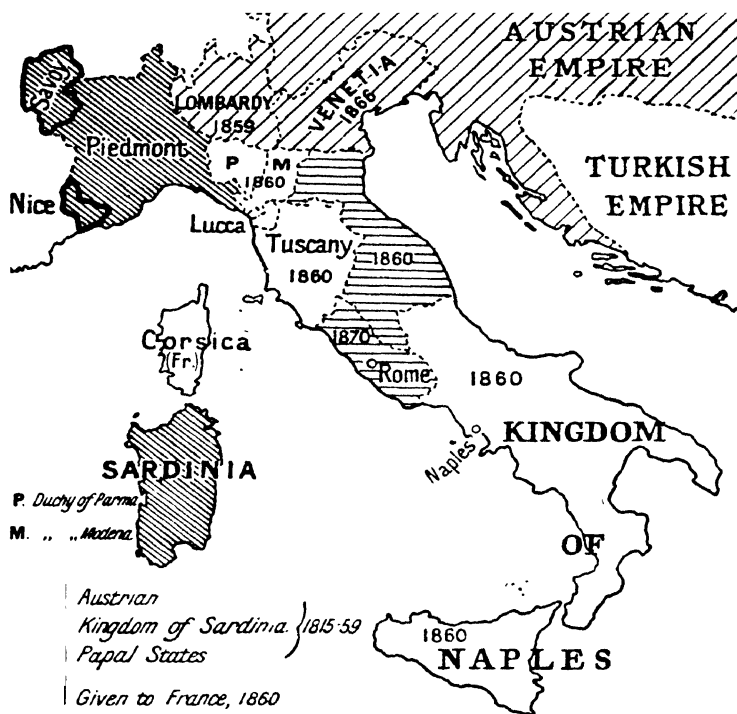 AUSTRIAN
EMPIRE
Savoy
LOMBARDY
1859
VENETIA
1866
Piedmont
P
M
1860
TURKISH
EMPIRE
Nice
Lucca
Tuscany
1860
1860
Corsica
(Fr.)
1870
Rome
1860
Naples
KINGDOM
OF
NAPLES
1860
SARDINIA
P. Duchy of Parma
M. " " Modena
Austrian
Kingdom of Sardinia. } 1815-59
Papal States
Given to France, 1860